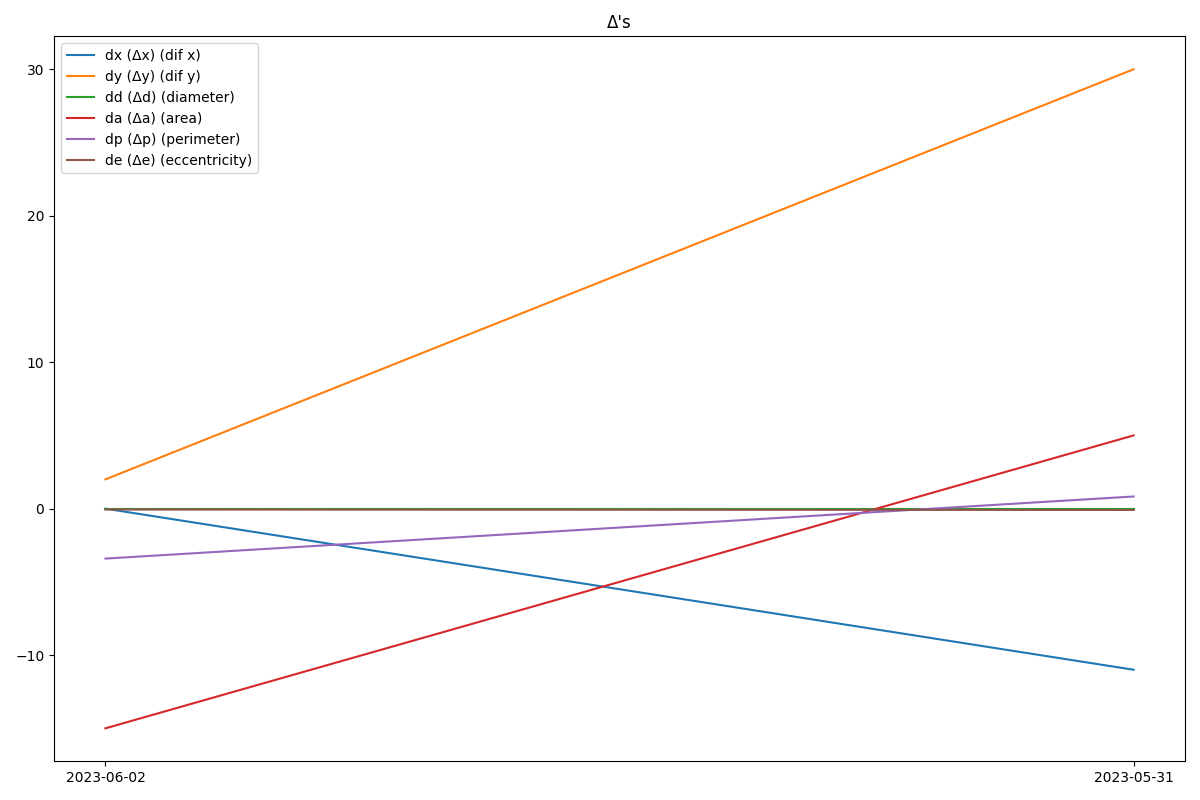 Δ's
dx (Δx) (dif x)
dy (Δy) (dif y)
dd (Δd) (diameter)
da (Δa) (area)
dp (Δp) (perimeter)
de (Δe) (eccentricity)
30
20
10
0
−10
2023-06-02 2023-05-31